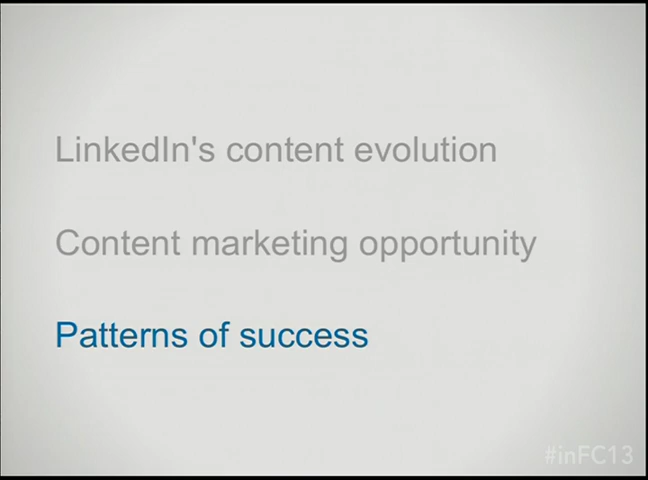 LinkedIn's content evolution
Content marketing opportunity
Patterns of success
#inFC13